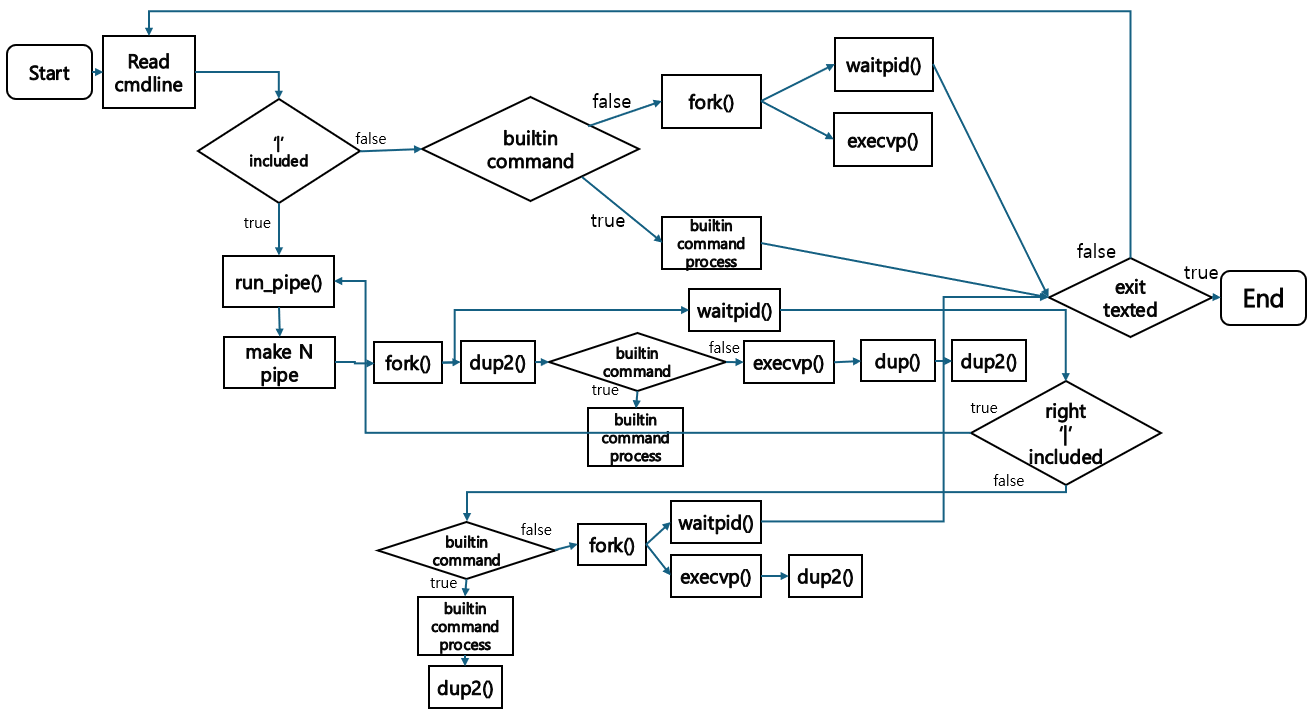 Start
Read
cmdline
'|'
included
false
true
builtin
command
false
true
fork()
waitpid()
execvp()
builtin
command
process
exit
texted
false
true
End
run_pipe()
make N
pipe
fork()
waitpid()
dup2()
builtin
command
false
true
execvp()
dup()
dup2()
builtin
command
process
right
'|'
included
true
false
builtin
command
false
true
fork()
waitpid()
execvp()
dup2()
builtin
command
process
dup2()